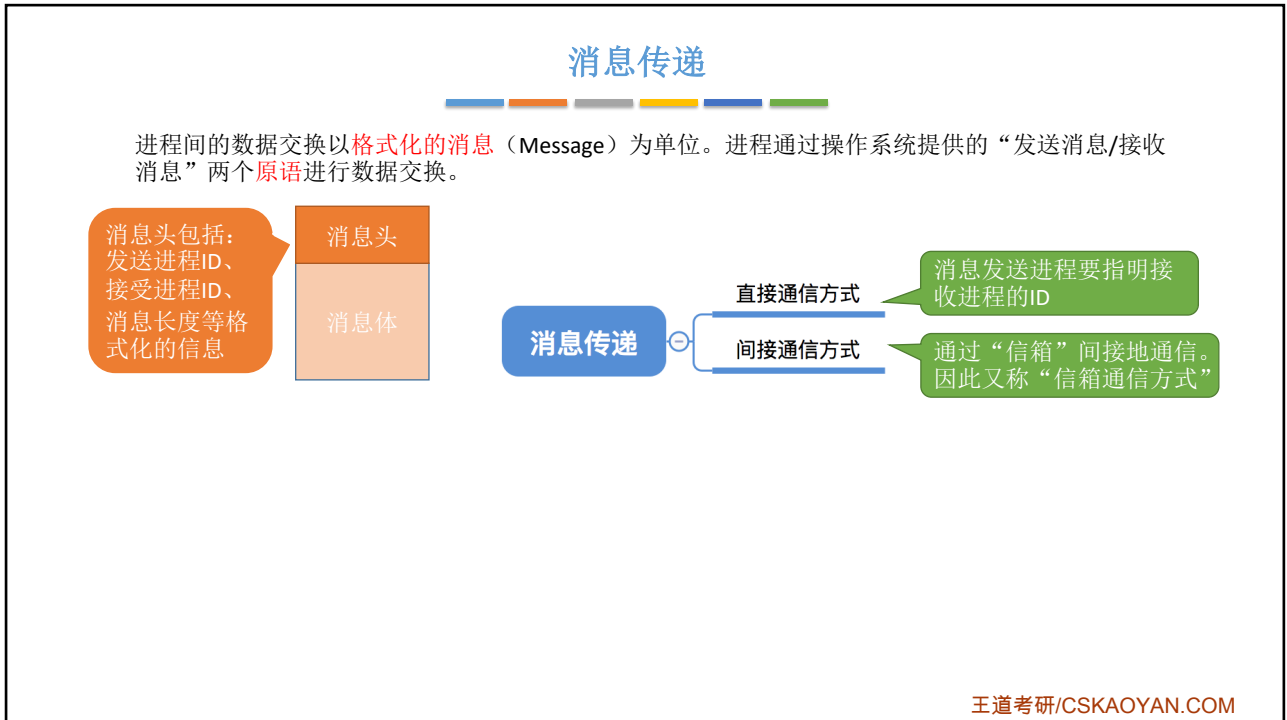 消息传递
进程间的数据交换以格式化的消息（Message）为单位。进程通过操作系统提供的“发送消息/接收
消息”两个原语进行数据交换。
消息头包括：
发送进程ID、
接受进程ID、
消息长度等格
式化的信息
消息头
消息体
消息传递
直接通信方式
消息发送进程要指明接
收进程的ID
间接通信方式
通过“信箱”间接地通信。
因此又称“信箱通信方式”
王道考研/CSKAOYAN.COM